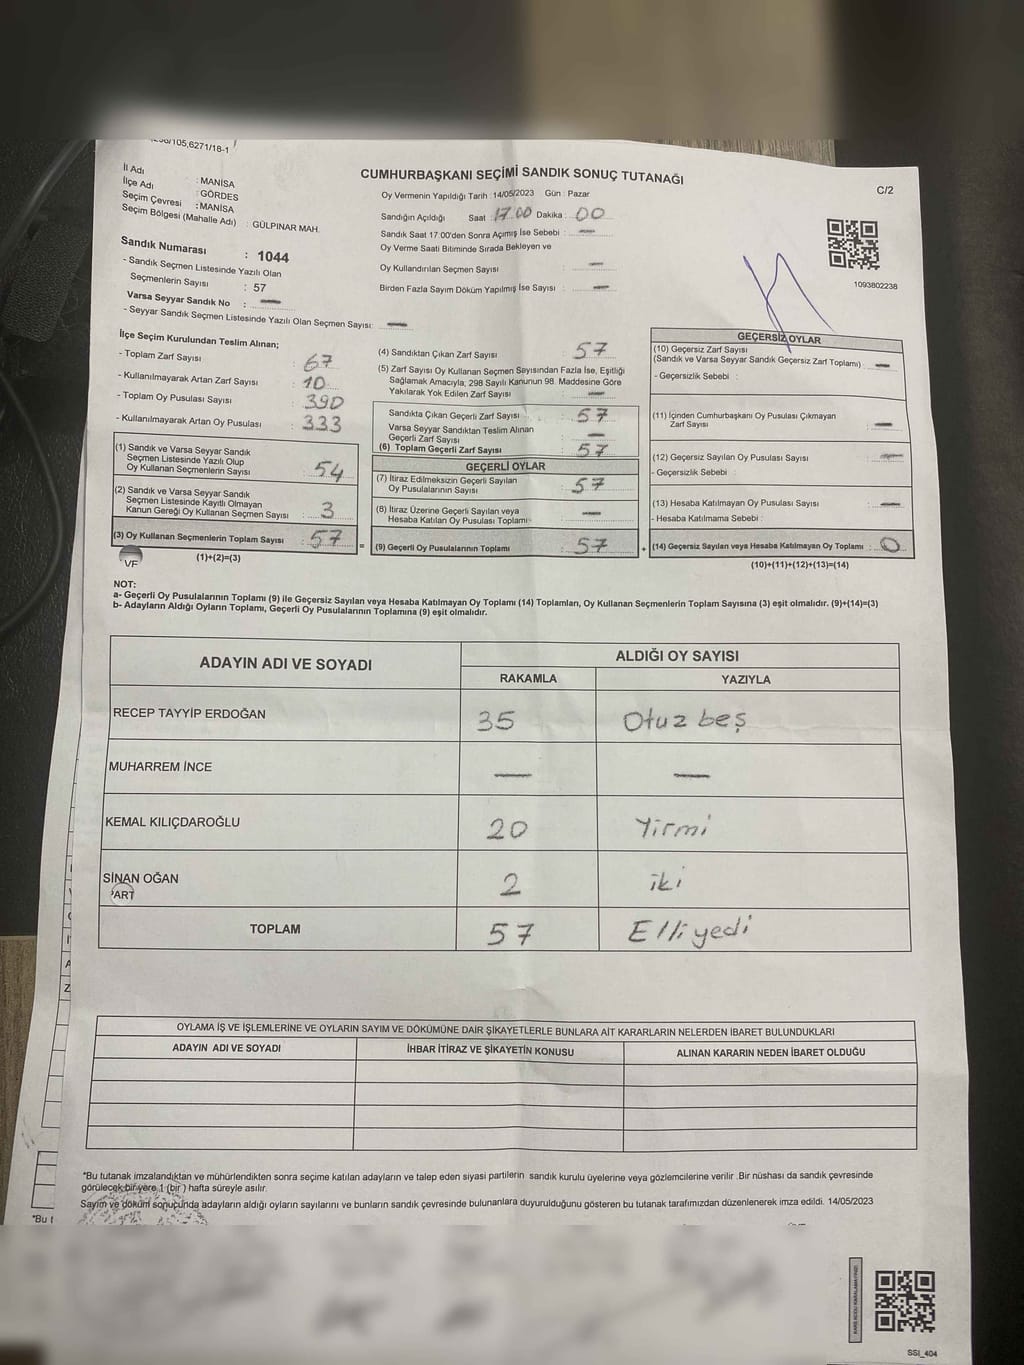 105,6271/18-1
İl Adı : MANİSA
İlçe Adı : GÖRDES
Seçim Çevresi : MANİSA
Seçim Bölgesi (Mahalle Adı) : GÜLPINAR MAH.
CUMHURBAŞKANI SEÇİMİ SANDIK SONUÇ TUTANAĞI
C/2
Oy Vermenin Yapıldığı Tarih : 14/05/2023 Gün : Pazar
Sandığın Açıldığı Saat : 17.00 Dakika : 00
Sandık Saat 17.00'den Sonra Açımış İse Sebebi : —
Oy Verme Saati Bitiminde Sırada Bekleyen ve
Oy Kullandırılan Seçmen Sayısı : —
Birden Fazla Sayım Döküm Yapılmış İse Sayısı : —
1093802238
Sandık Numarası : 1044
- Sandık Seçmen Listesinde Yazılı Olan
Seçmenlerin Sayısı : 57
Varsa Seyyar Sandık No : —
- Seyyar Sandık Seçmen Listesinde Yazılı Olan Seçmen Sayısı: —
İlçe Seçim Kurulundan Teslim Alınan;
- Toplam Zarf Sayısı : 67
- Kullanılmayarak Artan Zarf Sayısı : 10
- Toplam Oy Pusulası Sayısı : 390
- Kullanılmayarak Artan Oy Pusulası : 333
(1) Sandık ve Varsa Seyyar Sandık
Seçmen Listesinde Yazılı Olup
Oy Kullanan Seçmenlerin Sayısı : 54
(2) Sandık ve Varsa Seyyar Sandık
Seçmen Listesinde Kayıtlı Olmayan
Kanun Gereği Oy Kullanan Seçmen Sayısı : 3
(3) Oy Kullanan Seçmenlerin Toplam Sayısı : 57 =
VF
(1)+(2)=(3)
(4) Sandıktan Çıkan Zarf Sayısı : 57
(5) Zarf Sayısı Oy Kullanan Seçmen Sayısından Fazla İse, Eşitliği
Sağlamak Amacıyla, 298 Sayılı Kanunun 98. Maddesine Göre
Yakılarak Yok Edilen Zarf Sayısı : —
Sandıkta Çıkan Geçerli Zarf Sayısı : 57
Varsa Seyyar Sandıktan Teslim Alınan
Geçerli Zarf Sayısı : —
(6) Toplam Geçerli Zarf Sayısı : 57
GEÇERLİ OYLAR
(7) İtiraz Edilmeksizin Geçerli Sayılan
Oy Pusulalarının Sayısı : 57
(8) İtiraz Üzerine Geçerli Sayılan veya
Hesaba Katılan Oy Pusulası Toplamı : —
(9) Geçerli Oy Pusulalarının Toplamı : 57 +
GEÇERSİZ OYLAR
(10) Geçersiz Zarf Sayısı
(Sandık ve Varsa Seyyar Sandık Geçersiz Zarf Toplamı) : —
- Geçersizlik Sebebi :
(11) İçinden Cumhurbaşkanı Oy Pusulası Çıkmayan
Zarf Sayısı : —
(12) Geçersiz Sayılan Oy Pusulası Sayısı : —
- Geçersizlik Sebebi :
(13) Hesaba Katılmayan Oy Pusulası Sayısı : —
- Hesaba Katılmama Sebebi :
(14) Geçersiz Sayılan veya Hesaba Katılmayan Oy Toplamı : 0
(10)+(11)+(12)+(13)=(14)
NOT:
a- Geçerli Oy Pusulalarının Toplamı (9) ile Geçersiz Sayılan veya Hesaba Katılmayan Oy Toplamı (14) Toplamları, Oy Kullanan Seçmenlerin Toplam Sayısına (3) eşit olmalıdır. (9)+(14)=(3)
b- Adayların Aldığı Oyların Toplamı, Geçerli Oy Pusulalarının Toplamına (9) eşit olmalıdır.
ADAYIN ADI VE SOYADI ALDIĞI OY SAYISI
RAKAMLA YAZIYLA
RECEP TAYYİP ERDOĞAN 35 Otuz beş
MUHARREM İNCE — —
KEMAL KILIÇDAROĞLU 20 Yirmi
SİNAN OĞAN 2 iki
ART
TOPLAM 57 Elli yedi
OYLAMA İŞ VE İŞLEMLERİNE VE OYLARIN SAYIM VE DÖKÜMÜNE DAİR ŞİKAYETLERLE BUNLARA AİT KARARLARIN NELERDEN İBARET BULUNDUKLARI
ADAYIN ADI VE SOYADI İHBAR İTİRAZ VE ŞİKAYETİN KONUSU ALINAN KARARIN NEDEN İBARET OLDUĞU
*Bu tutanak imzalandıktan ve mühürlendikten sonra seçime katılan adayların ve talep eden siyasi partilerin sandık kurulu üyelerine veya gözlemcilerine verilir. Bir nüshası da sandık çevresinde
görülecek bir yere 1 (bir) hafta süreyle asılır.
Sayım ve döküm sonucunda adayların aldığı oyların sayılarını ve bunların sandık çevresinde bulunanlara duyurulduğunu gösteren bu tutanak tarafımızdan düzenlenerek imza edildi. 14/05/2023
*Bu t
SSI_404